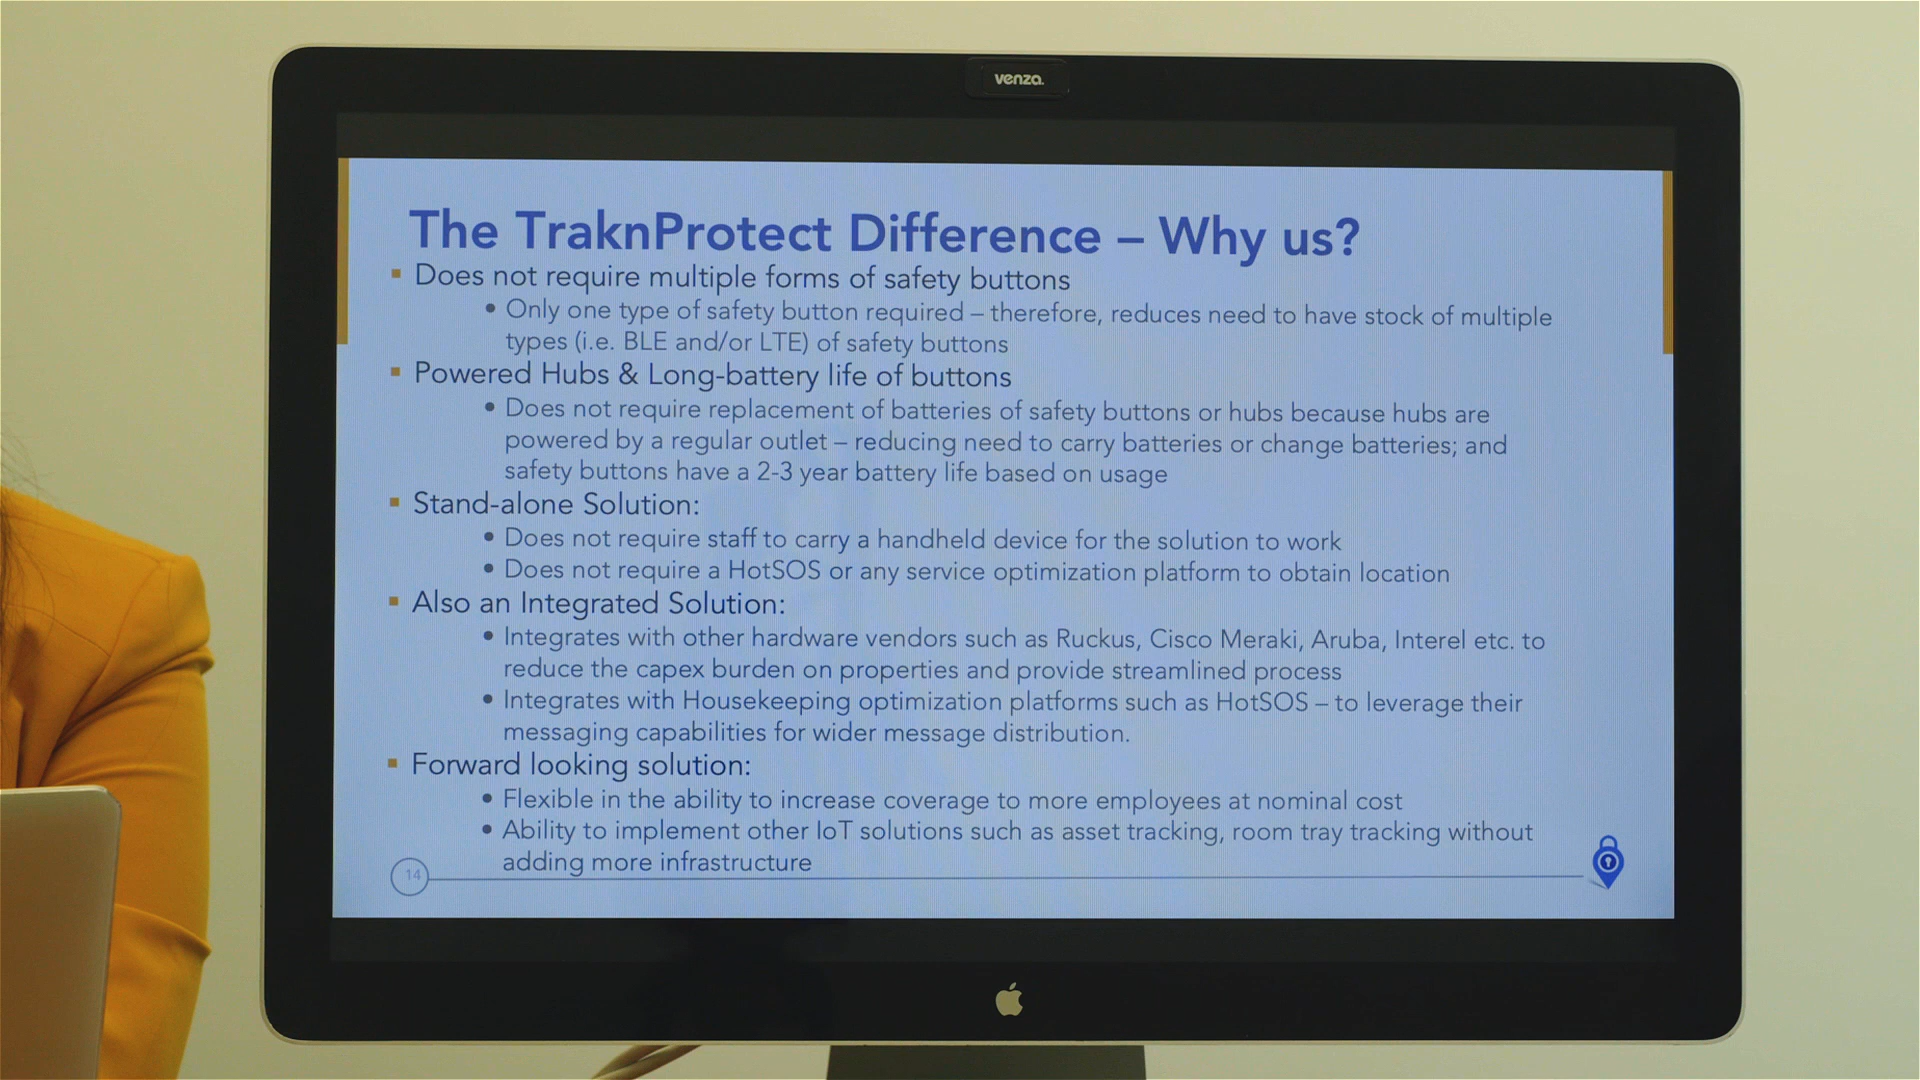 venza.
The TraknProtect Difference – Why us?
▪ Does not require multiple forms of safety buttons
• Only one type of safety button required – therefore, reduces need to have stock of multiple
types (i.e. BLE and/or LTE) of safety buttons
▪ Powered Hubs & Long-battery life of buttons
• Does not require replacement of batteries of safety buttons or hubs because hubs are
powered by a regular outlet – reducing need to carry batteries or change batteries; and
safety buttons have a 2-3 year battery life based on usage
▪ Stand-alone Solution:
• Does not require staff to carry a handheld device for the solution to work
• Does not require a HotSOS or any service optimization platform to obtain location
▪ Also an Integrated Solution:
• Integrates with other hardware vendors such as Ruckus, Cisco Meraki, Aruba, Interel etc. to
reduce the capex burden on properties and provide streamlined process
• Integrates with Housekeeping optimization platforms such as HotSOS – to leverage their
messaging capabilities for wider message distribution.
▪ Forward looking solution:
• Flexible in the ability to increase coverage to more employees at nominal cost
• Ability to implement other IoT solutions such as asset tracking, room tray tracking without
adding more infrastructure
14